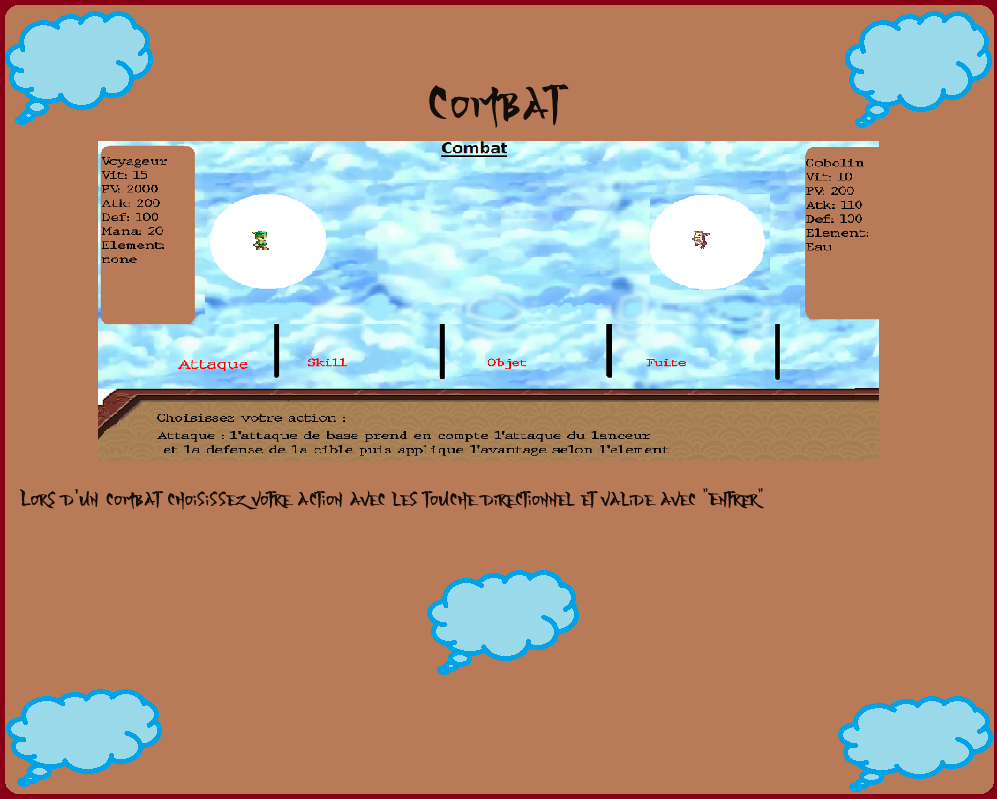 Combat
Combat
Voyageur
Vit: 15
PV: 2000
Atk: 200
Def: 100
Mana: 20
Element:
none
Gobelin
Vit: 10
PV: 200
Atk: 110
Def: 100
Element:
Eau
Attaque
Skill
Objet
Fuite
Choisissez votre action :
Attaque : l'attaque de base prend en compte l'attaque du lanceur
et la defense de la cible puis applique l'avantage selon l'element
Lors d'un combat choisissez votre action avec les touche directionnel et valide avec "entrer"